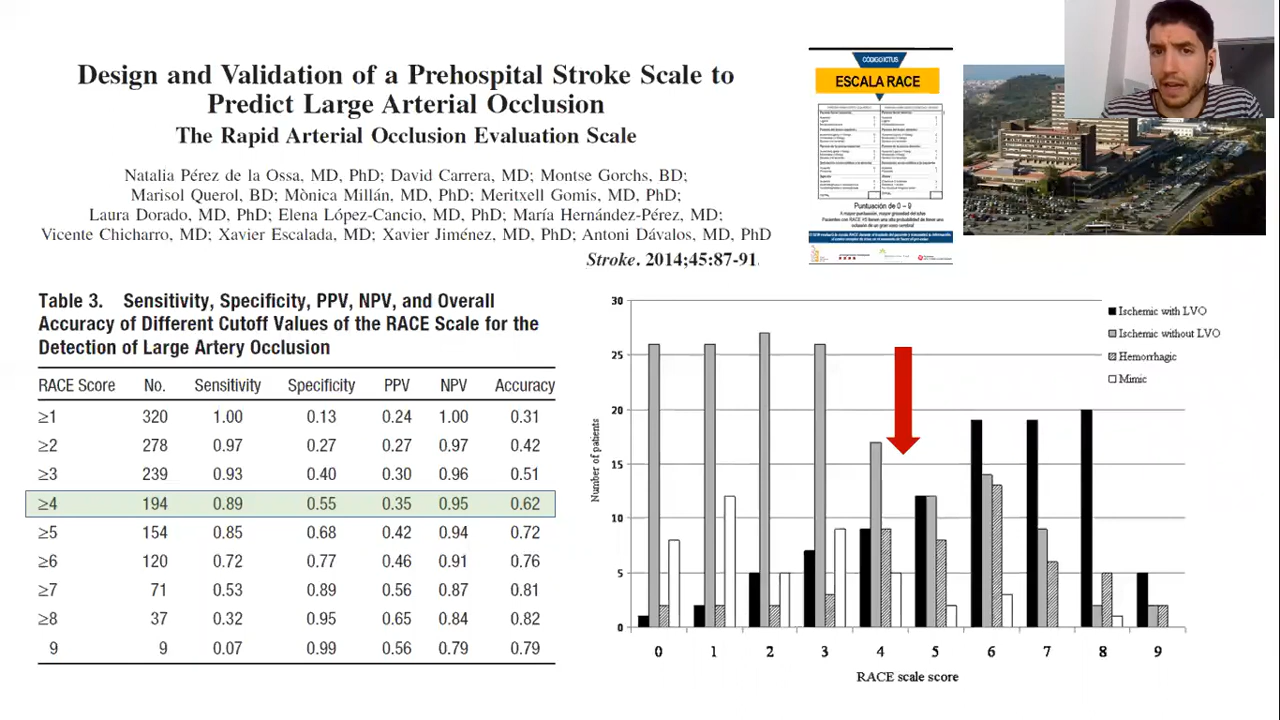 Design and Validation of a Prehospital Stroke Scale to
Predict Large Arterial Occlusion
The Rapid Arterial Occlusion Evaluation Scale
Natalia Pérez de la Ossa, MD, PhD; David Carrera, MD; Montse Gorchs, BD;
Marisol Querol, BD; Mònica Millán, MD, PhD; Meritxell Gomis, MD, PhD;
Laura Dorado, MD, PhD; Elena López-Cancio, MD, PhD; María Hernández-Pérez, MD;
Vicente Chicharro, MD; Xavier Escalada, MD; Xavier Jiménez, MD, PhD; Antoni Dávalos, MD, PhD
Stroke. 2014;45:87-91.
CODIGO ICTUS
ESCALA RACE
Puntuación de 0 – 9
A mayor puntuación, mayor gravedad del ictus
Table 3. Sensitivity, Specificity, PPV, NPV, and Overall
Accuracy of Different Cutoff Values of the RACE Scale for the
Detection of Large Artery Occlusion
RACE Score No. Sensitivity Specificity PPV NPV Accuracy
≥1 320 1.00 0.13 0.24 1.00 0.31
≥2 278 0.97 0.27 0.27 0.97 0.42
≥3 239 0.93 0.40 0.30 0.96 0.51
≥4 194 0.89 0.55 0.35 0.95 0.62
≥5 154 0.85 0.68 0.42 0.94 0.72
≥6 120 0.72 0.77 0.46 0.91 0.76
≥7 71 0.53 0.89 0.56 0.87 0.81
≥8 37 0.32 0.95 0.65 0.84 0.82
9 9 0.07 0.99 0.56 0.79 0.79
Number of patients
30
25
20
15
10
5
0
0 1 2 3 4 5 6 7 8 9
RACE scale score
Ischemic with LVO
Ischemic without LVO
Hemorrhagic
Mimic